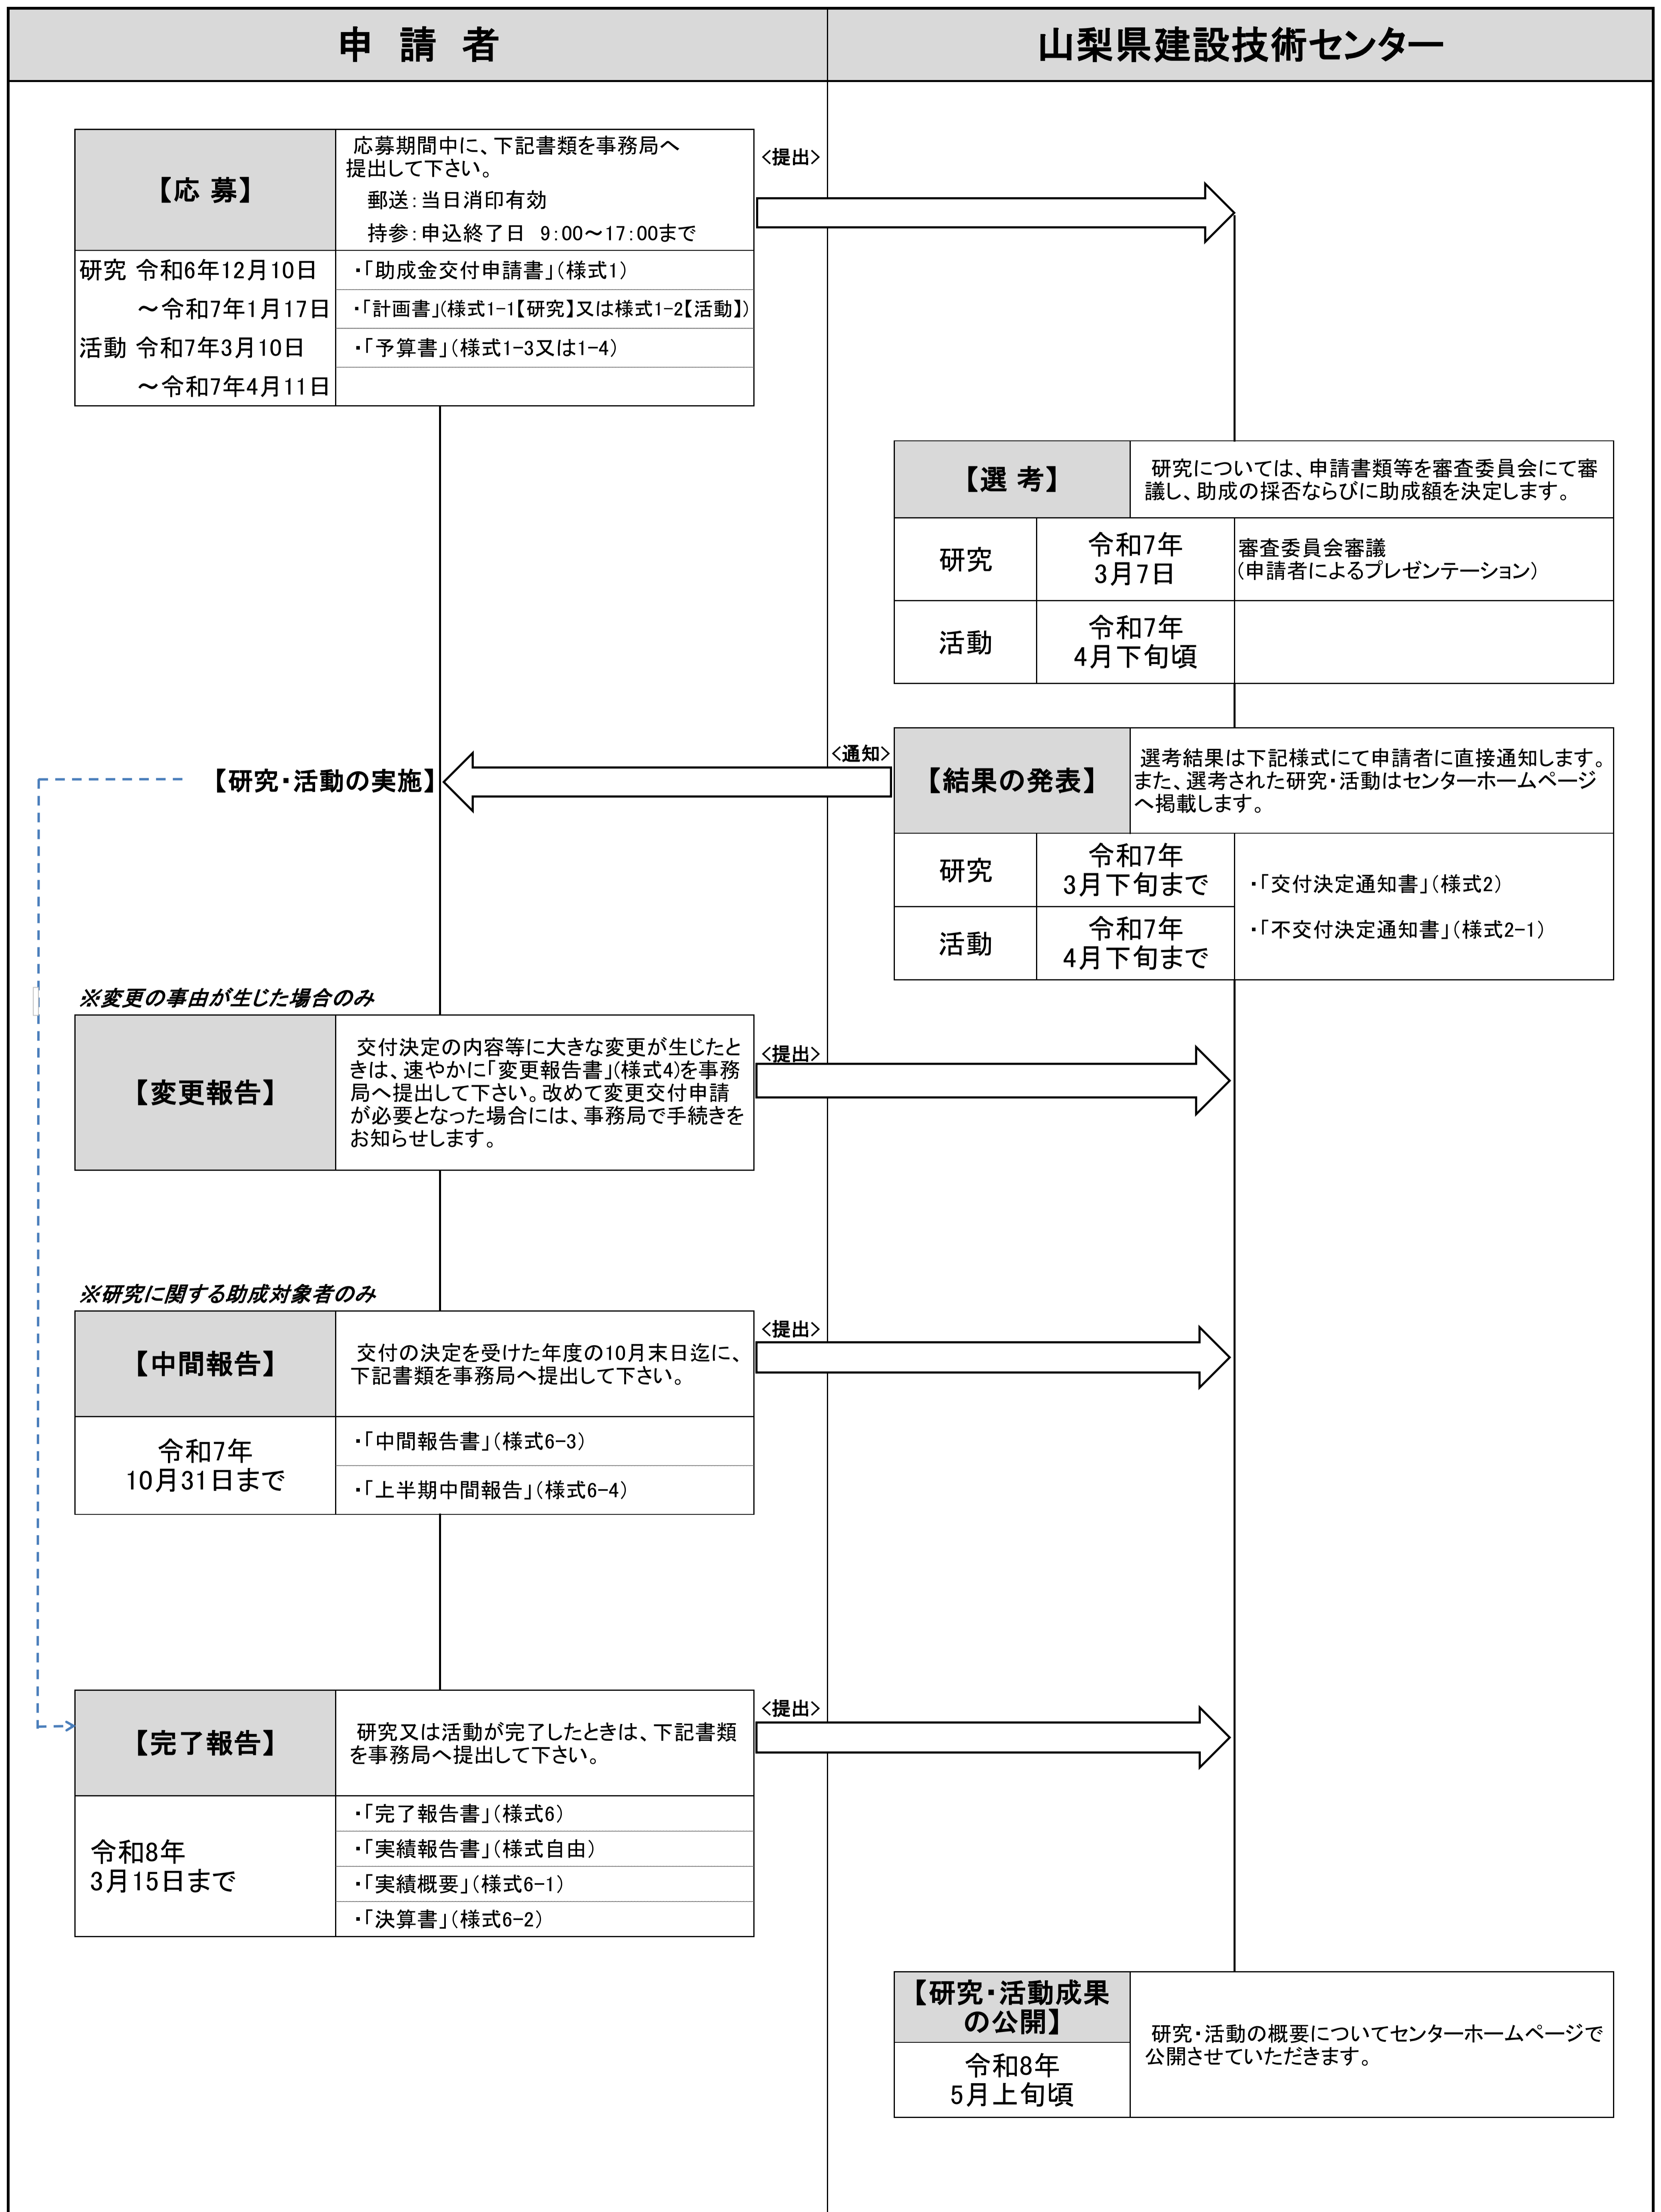 申　請　者
山梨県建設技術センター
【応 募】
応募期間中に、下記書類を事務局へ
提出して下さい。
郵送：当日消印有効
持参：申込終了日　9：00～17：00まで
<提出>
研究 令和6年12月10日
～令和7年1月17日
活動 令和7年3月10日
～令和7年4月11日
・「助成金交付申請書」（様式1）
・「計画書」（様式1-1【研究】又は様式1-2【活動】）
・「予算書」（様式1-3又は1-4）
【選 考】
研究については、申請書類等を審査委員会にて審
議し、助成の採否ならびに助成額を決定します。
研究
令和7年
3月7日
審査委員会審議
（申請者によるプレゼンテーション）
活動
令和7年
4月下旬頃
【研究・活動の実施】
<通知>
【結果の発表】
選考結果は下記様式にて申請者に直接通知します。
また、選考された研究・活動はセンターホームページ
へ掲載します。
研究
令和7年
3月下旬まで
活動
令和7年
4月下旬まで
・「交付決定通知書」（様式2）
・「不交付決定通知書」（様式2-1）
※変更の事由が生じた場合のみ
【変更報告】
交付決定の内容等に大きな変更が生じたと
きは、速やかに「変更報告書」（様式4）を事務
局へ提出して下さい。改めて変更交付申請
が必要となった場合には、事務局で手続きを
お知らせします。
<提出>
※研究に関する助成対象者のみ
【中間報告】
交付の決定を受けた年度の10月末日迄に、
下記書類を事務局へ提出して下さい。
<提出>
令和7年
10月31日まで
・「中間報告書」（様式6-3）
・「上半期中間報告」（様式6-4）
【完了報告】
研究又は活動が完了したときは、下記書類
を事務局へ提出して下さい。
<提出>
令和8年
3月15日まで
・「完了報告書」（様式6）
・「実績報告書」（様式自由）
・「実績概要」（様式6-1）
・「決算書」（様式6-2）
【研究・活動成果
の公開】
令和8年
5月上旬頃
研究・活動の概要についてセンターホームページで
公開させていただきます。